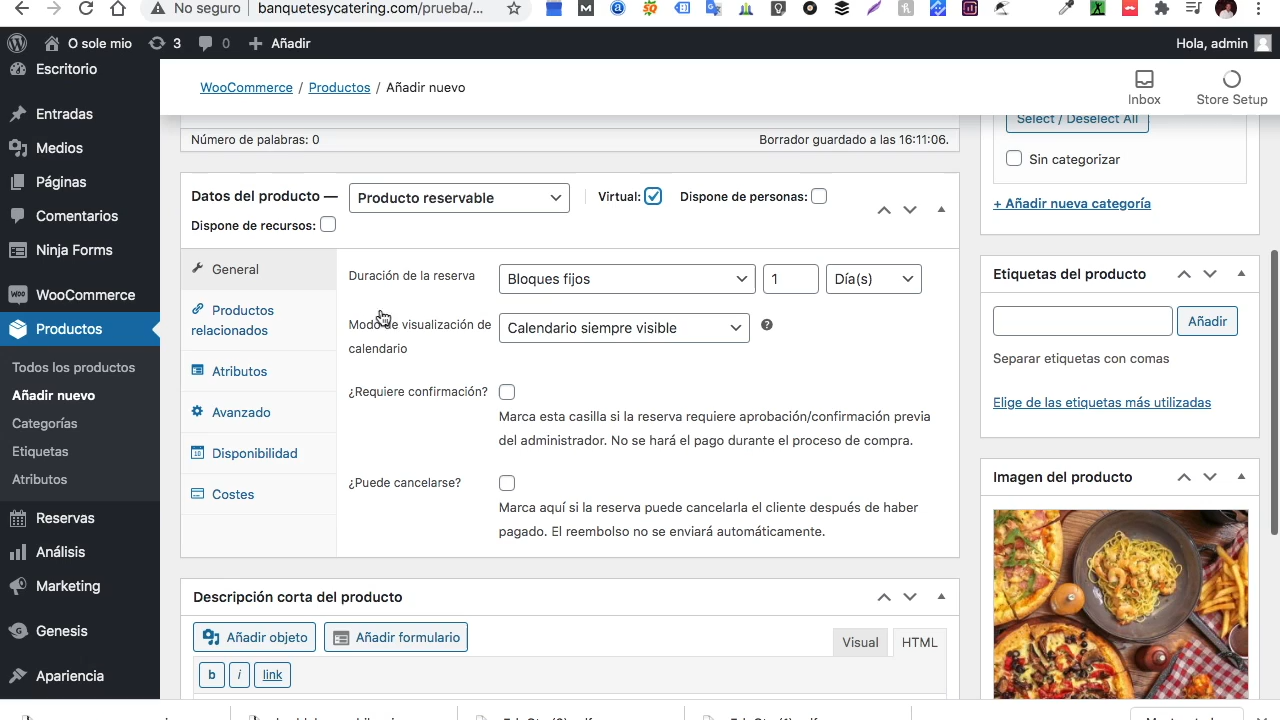 No seguro
banquetesycatering.com/prueba/...
O sole mio
3
0
Añadir
Hola, admin
Escritorio
Entradas
Medios
Páginas
Comentarios
Ninja Forms
WooCommerce
Productos
Todos los productos
Añadir nuevo
Categorías
Etiquetas
Atributos
Reservas
Análisis
Marketing
Genesis
Apariencia
WooCommerce / Productos / Añadir nuevo
Inbox
Store Setup
Número de palabras: 0
Borrador guardado a las 16:11:06.
Datos del producto —
Producto reservable
Virtual:
Dispone de personas:
Dispone de recursos:
General
Productos
relacionados
Atributos
Avanzado
Disponibilidad
Costes
Duración de la reserva
Bloques fijos
1
Día(s)
Modo de visualización de
calendario
Calendario siempre visible
¿Requiere confirmación?
Marca esta casilla si la reserva requiere aprobación/confirmación previa
del administrador. No se hará el pago durante el proceso de compra.
¿Puede cancelarse?
Marca aquí si la reserva puede cancelarla el cliente después de haber
pagado. El reembolso no se enviará automáticamente.
Descripción corta del producto
Añadir objeto
Añadir formulario
Visual
HTML
b
i
link
Select / Deselect All
Sin categorizar
+ Añadir nueva categoría
Etiquetas del producto
Añadir
Separar etiquetas con comas
Elige de las etiquetas más utilizadas
Imagen del producto